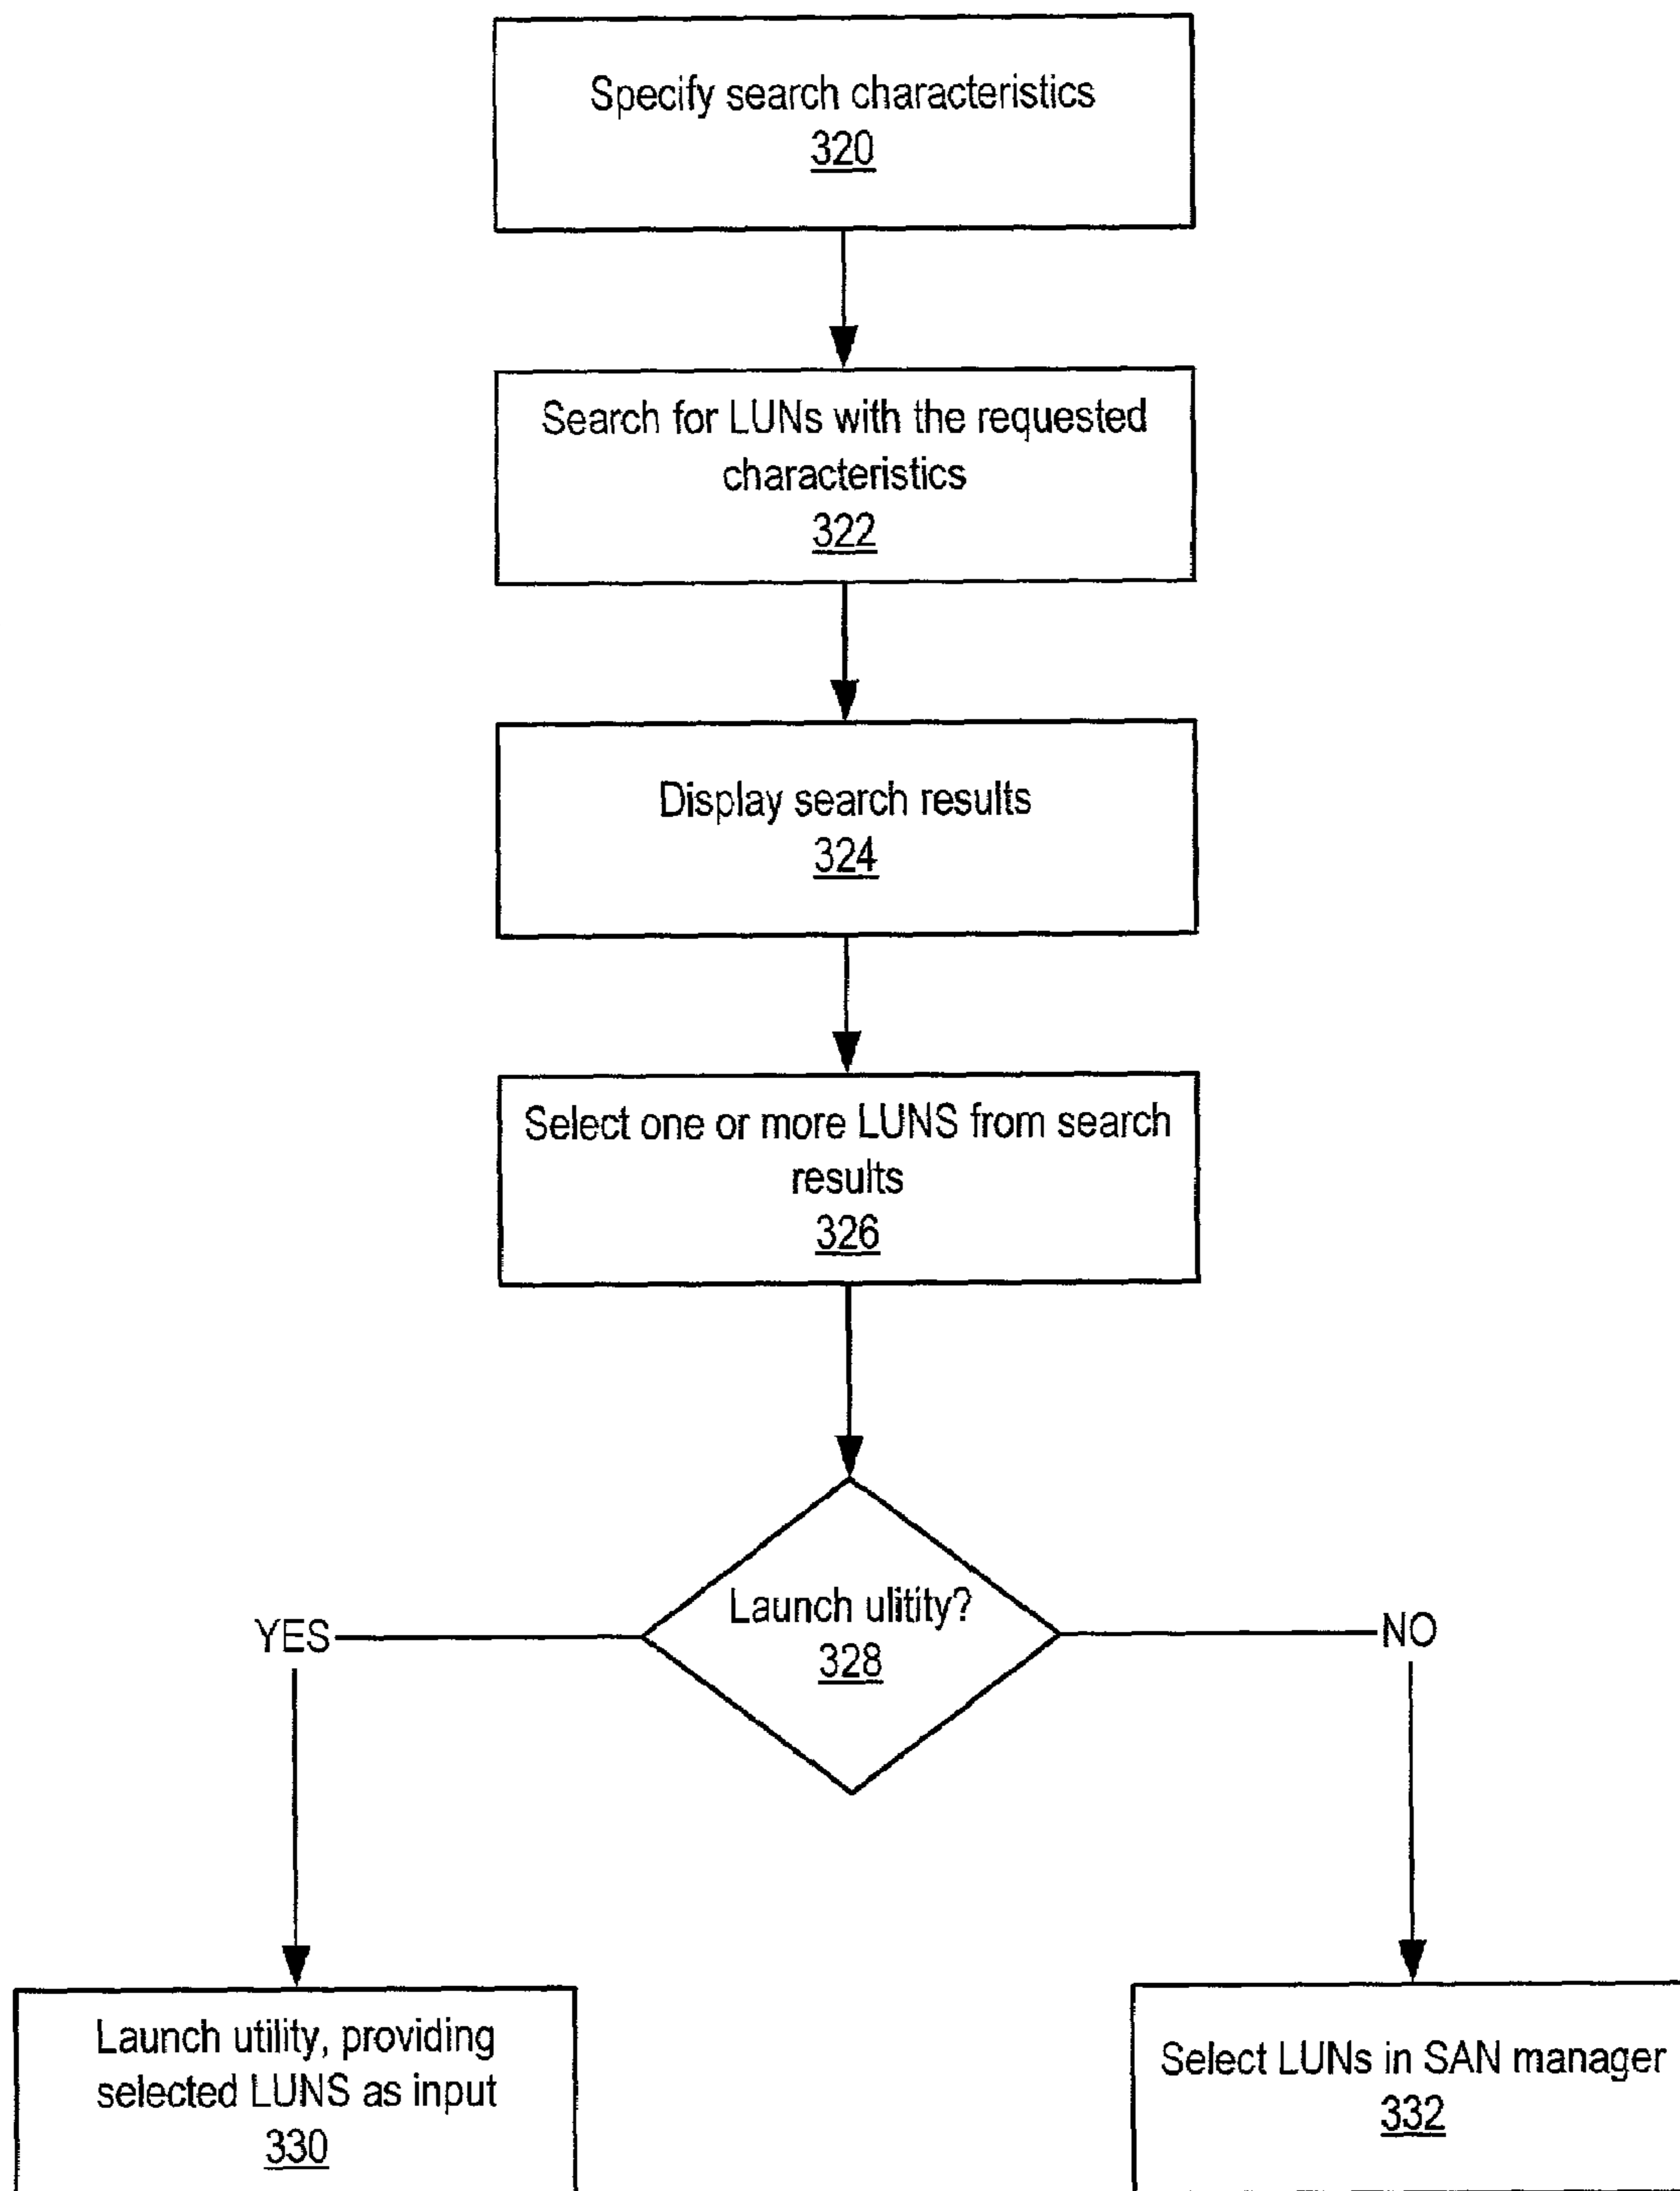 Specify search characteristics
320
Search for LUNs with the requested
characteristics
322
Display search results
324
Select one or more LUNS from search
results
326
Launch ulitity?
328
YES
NO
Launch utility, providing
selected LUNS as input
330
Select LUNs in SAN manager
332